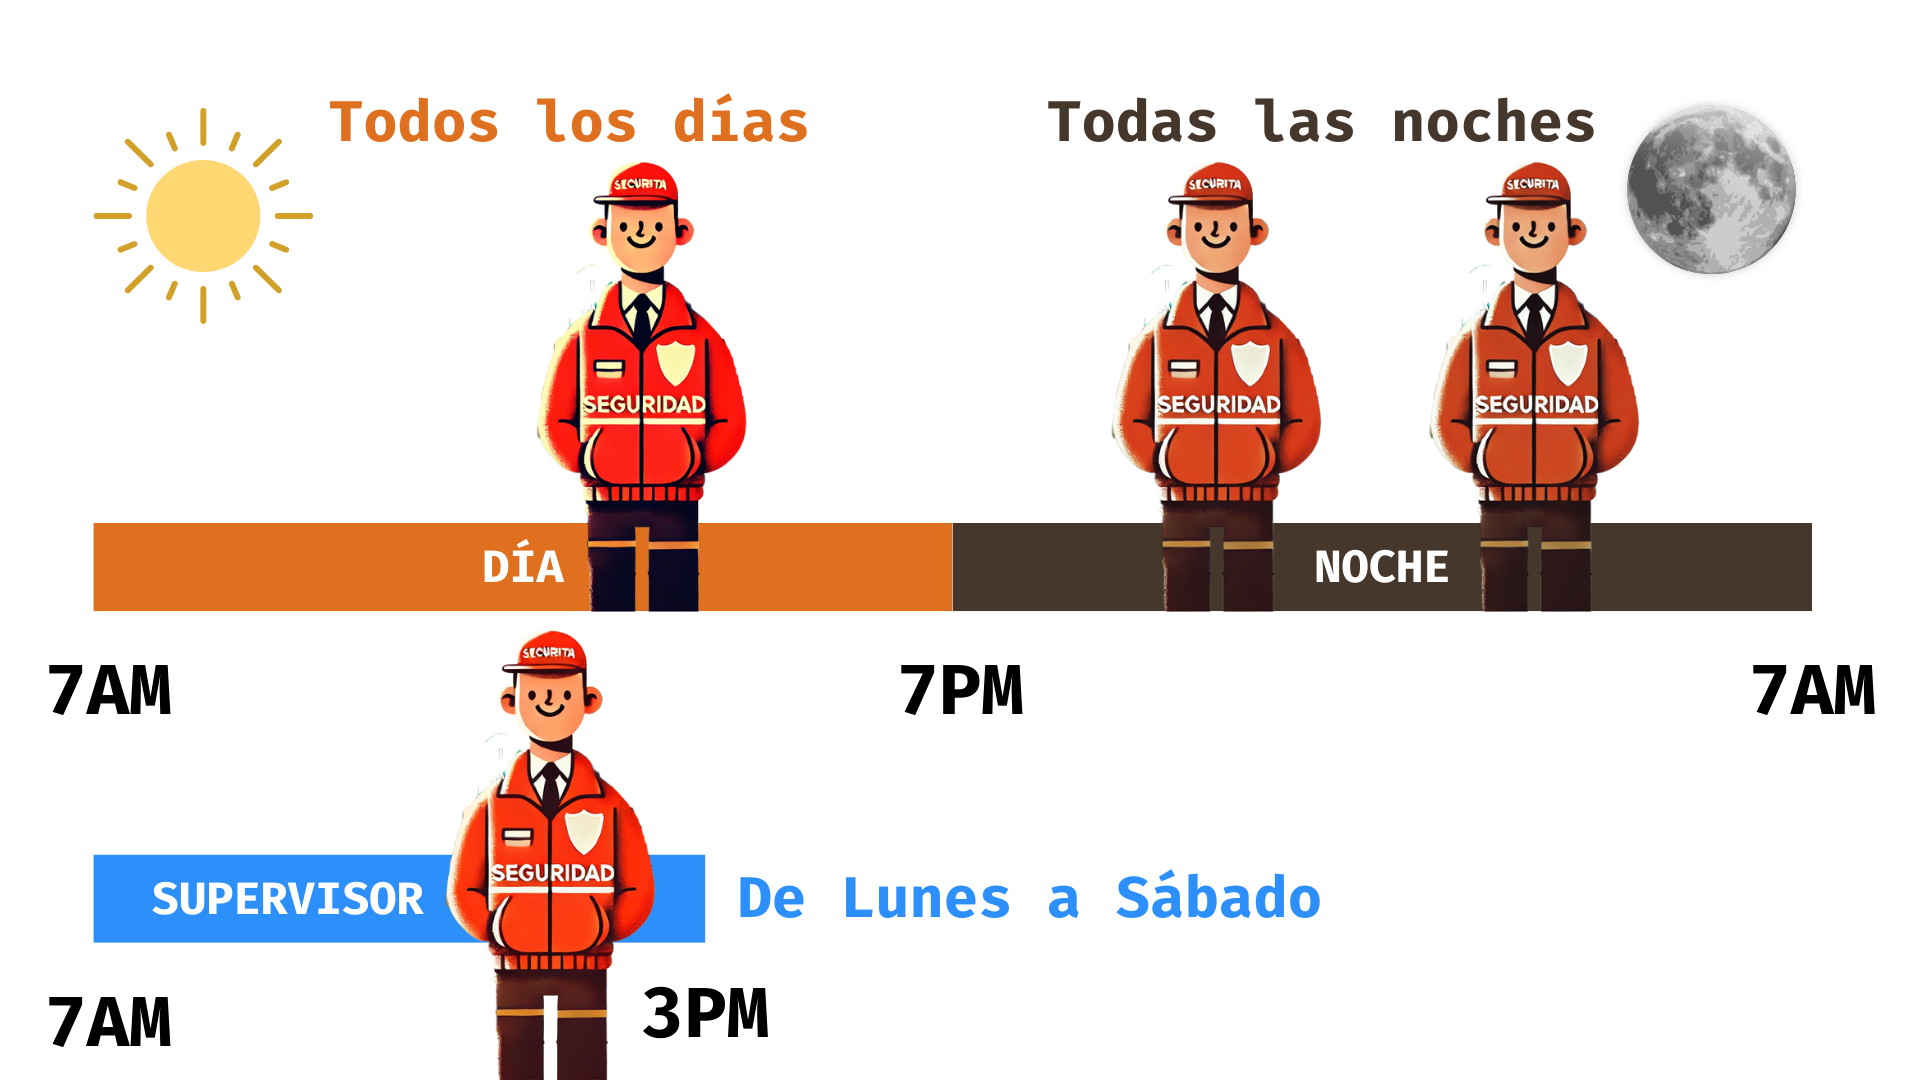 Todos los días
Todas las noches
SECURITA
SECURITA
SECURITA
SEGURIDAD
SEGURIDAD
SEGURIDAD
DÍA
NOCHE
7AM
7PM
7AM
SECURITA
SEGURIDAD
SUPERVISOR
De Lunes a Sábado
7AM
3PM